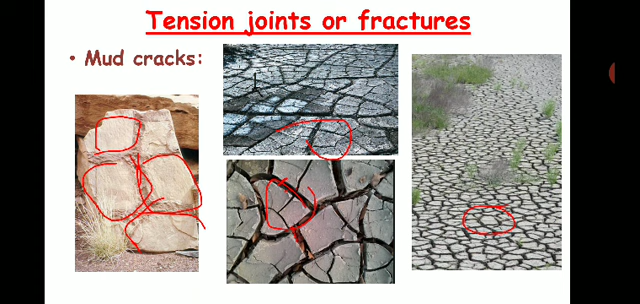 Tension joints or fractures
• Mud cracks: